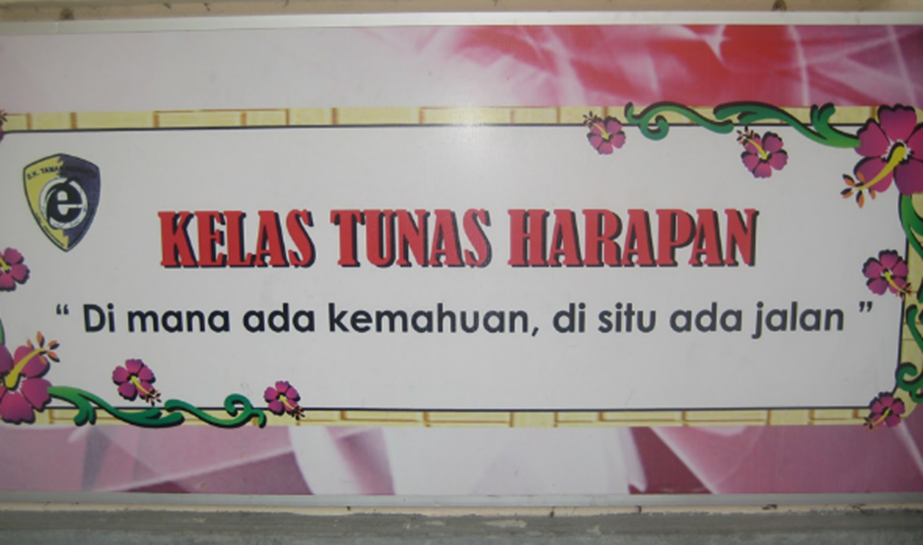 e
KELAS TUNAS HARAPAN
“ Di mana ada kemahuan, di situ ada jalan ”